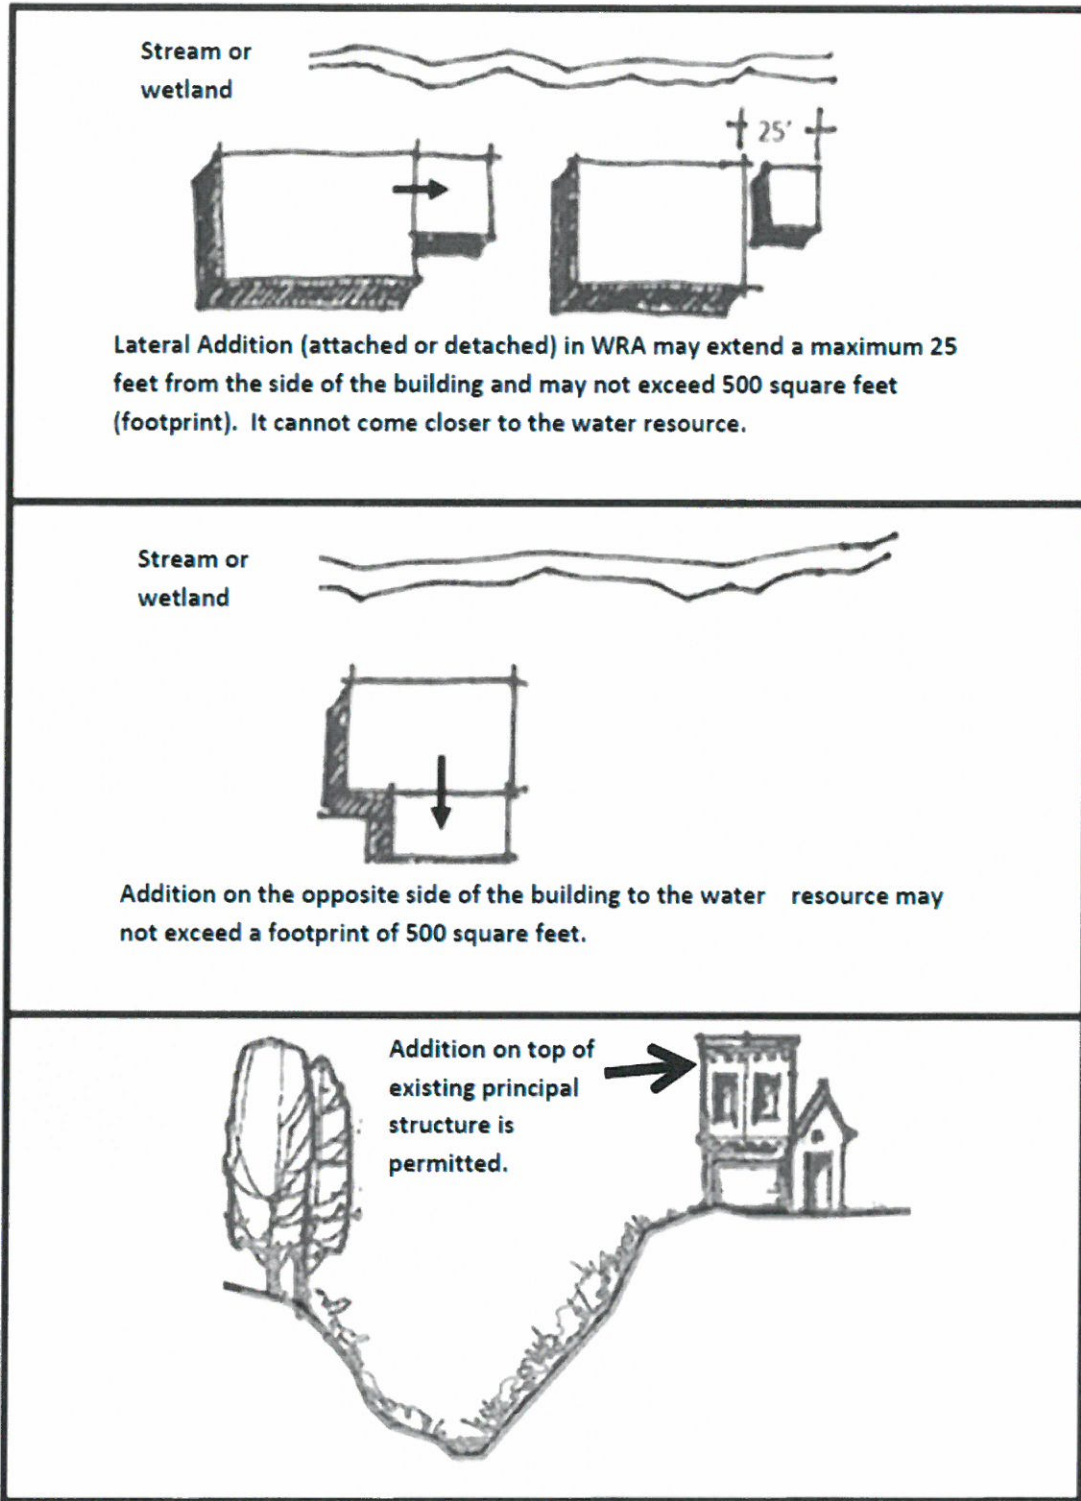 Stream or
wetland
25'
Lateral Addition (attached or detached) in WRA may extend a maximum 25
feet from the side of the building and may not exceed 500 square feet
(footprint).  It cannot come closer to the water resource.
Stream or
wetland
Addition on the opposite side of the building to the water   resource may
not exceed a footprint of 500 square feet.
Addition on top of
existing principal
structure is
permitted.